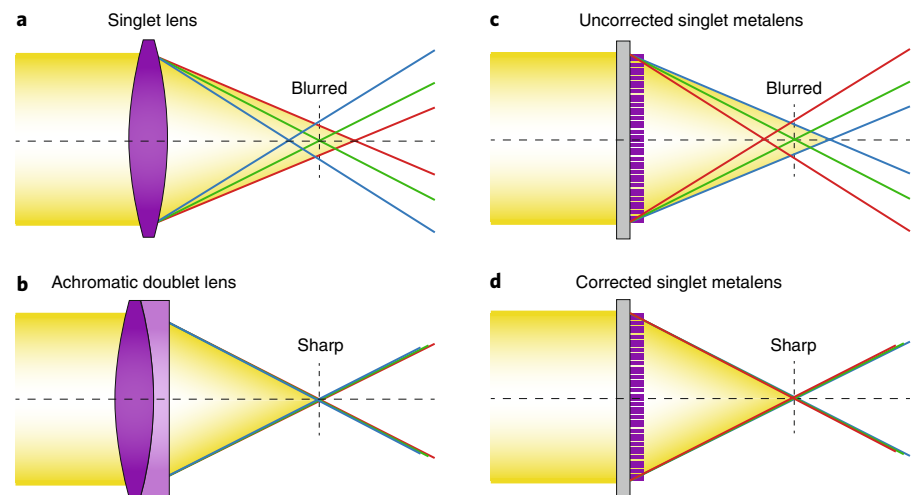 a
Singlet lens
Blurred
b
Achromatic doublet lens
Sharp
c
Uncorrected singlet metalens
Blurred
d
Corrected singlet metalens
Sharp